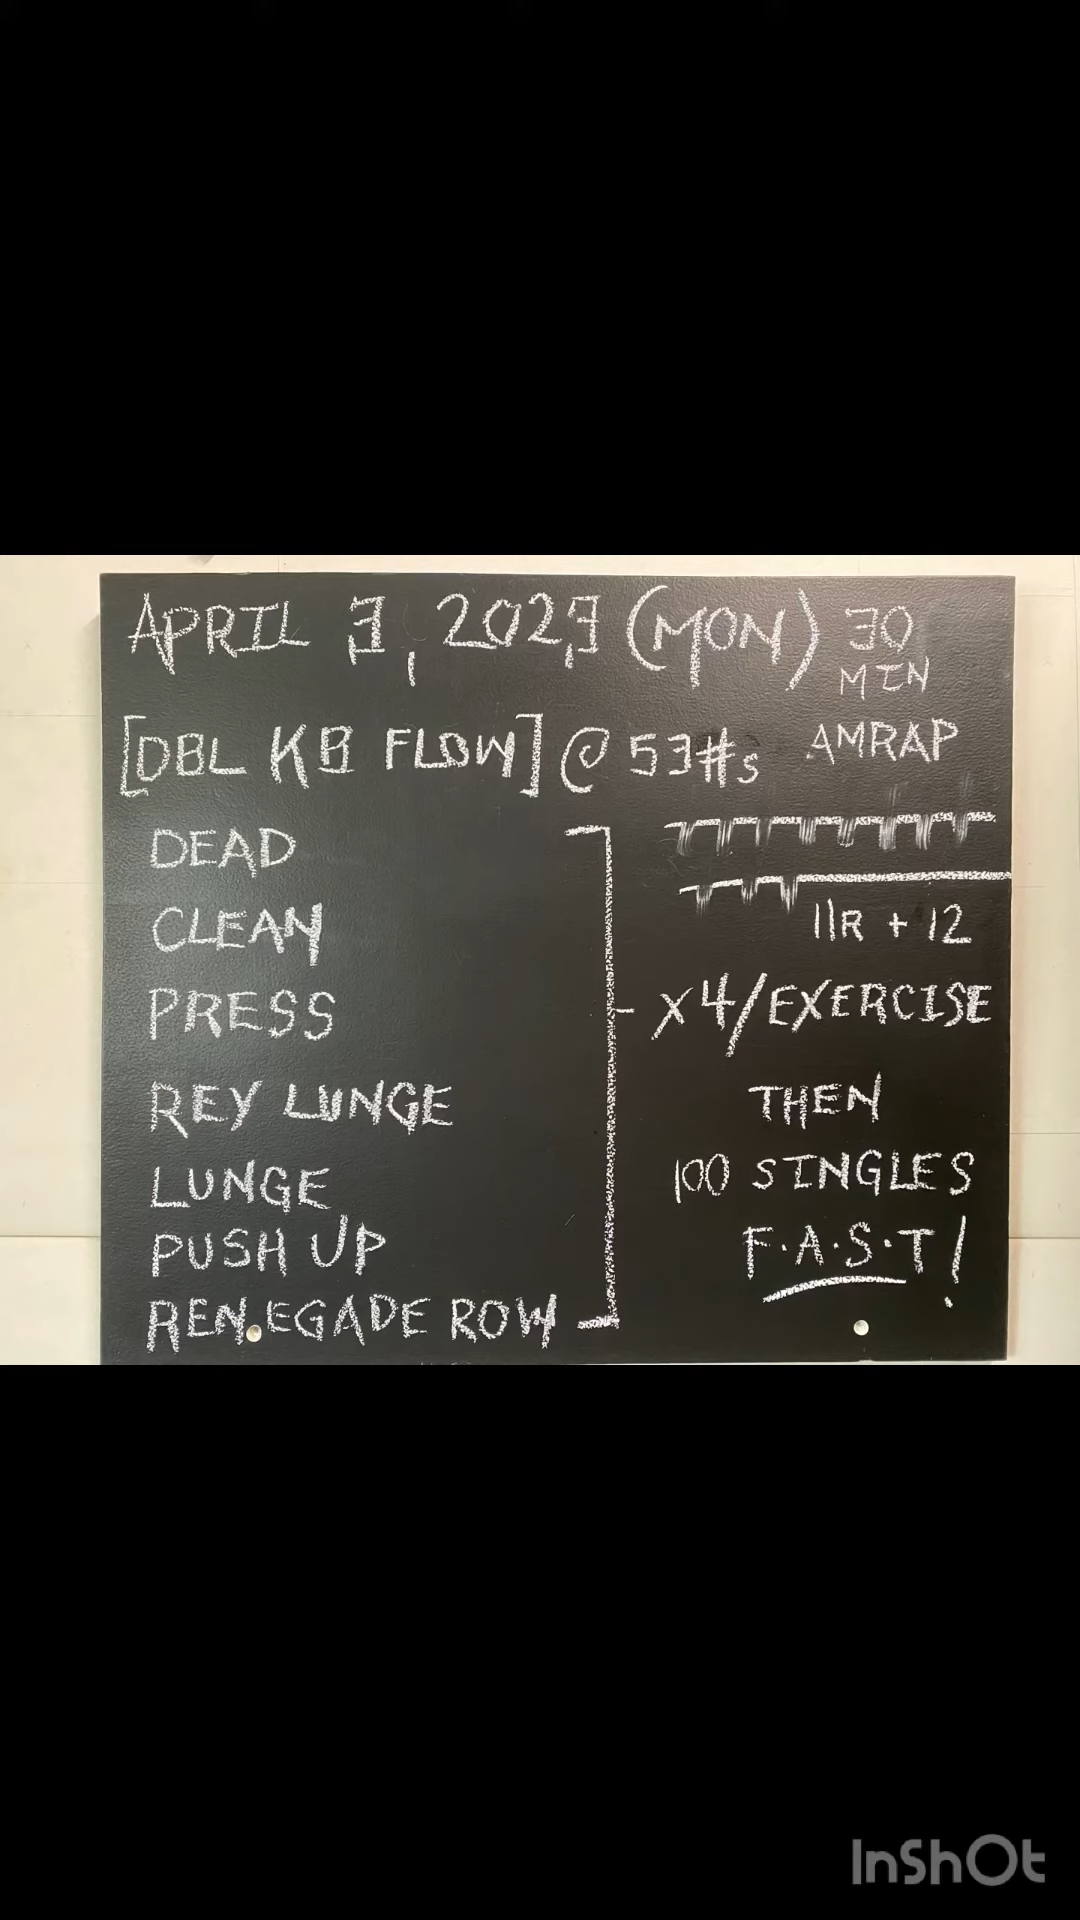 APRIL 3, 2023 (MON) 30 MIN
[DBL KB FLOW] @ 53#s AMRAP
DEAD
CLEAN
PRESS
REV LUNGE
LUNGE
PUSH UP
RENEGADE ROW
11R + 12
X4/EXERCISE
THEN
100 SINGLES
F.A.S.T!
InShOt